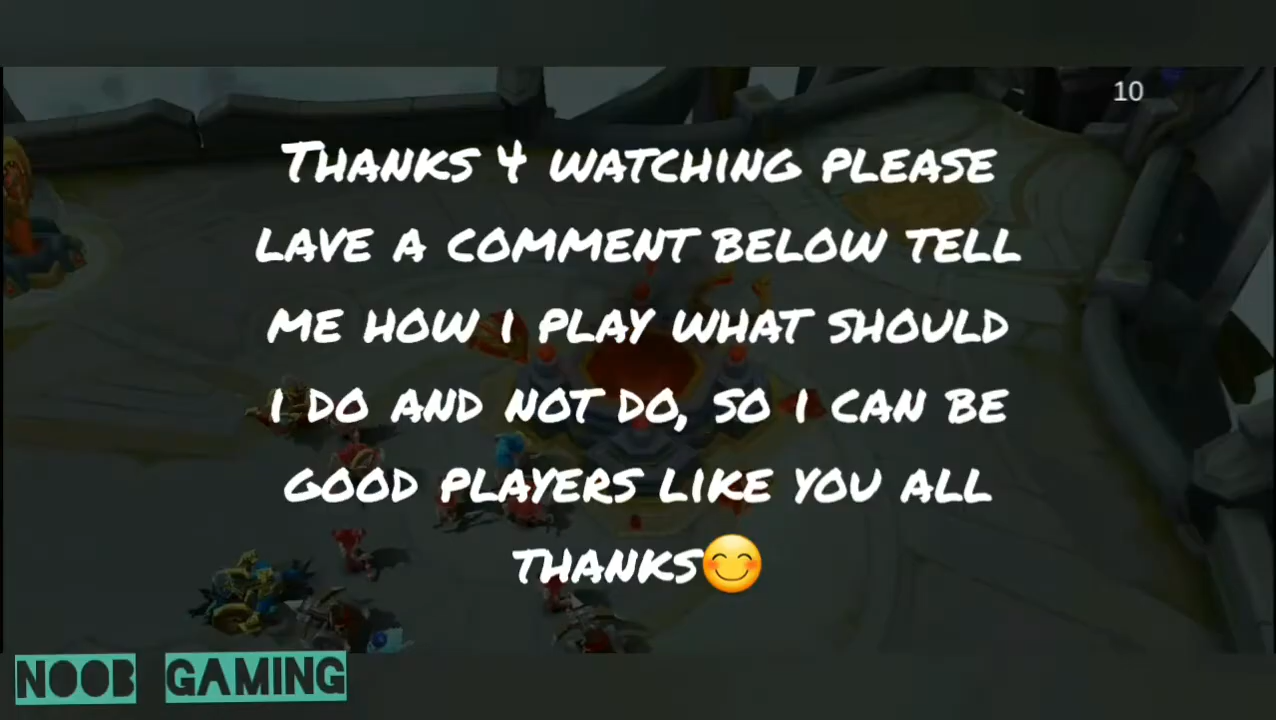 10
Thanks 4 watching please
lave a comment below tell
me how i play what should
i do and not do, so i can be
good players like you all
thanks😊
NOOB GAMING